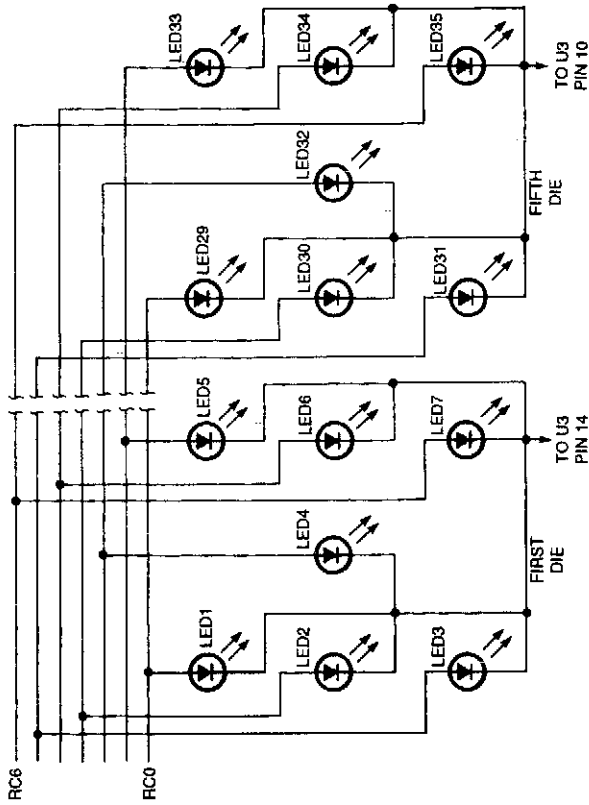 RC6
RC0
LED1
LED2
LED3
LED4
LED5
LED6
LED7
FIRST
DIE
TO U3
PIN 14
LED29
LED30
LED31
LED32
LED33
LED34
LED35
FIFTH
DIE
TO U3
PIN 10